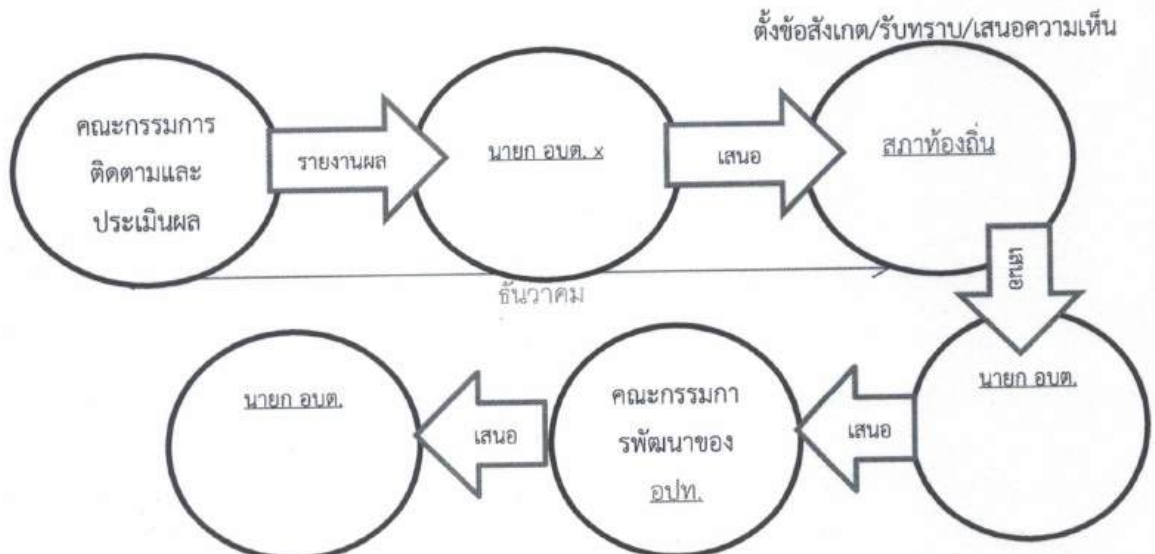 ตั้งข้อสังเกต/รับทราบ/เสนอความเห็น
คณะกรรมการ
ติดตามและ
ประเมินผล
รายงานผล
นายก อบต. x
เสนอ
สภาท้องถิ่น
ธันวาคม
เสนอ
นายก อบต.
เสนอ
คณะกรรมกา
รพัฒนาของ
อปท.
เสนอ
นายก อบต.